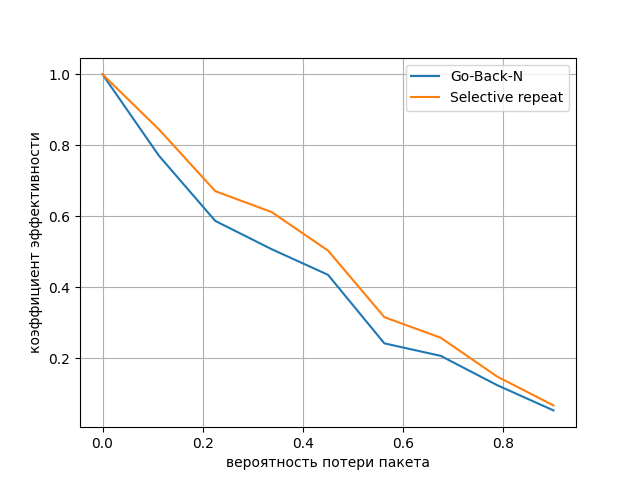 Go-Back-N
Selective repeat
коэффициент эффективности
1.0
0.8
0.6
0.4
0.2
0.0 0.2 0.4 0.6 0.8
вероятность потери пакета